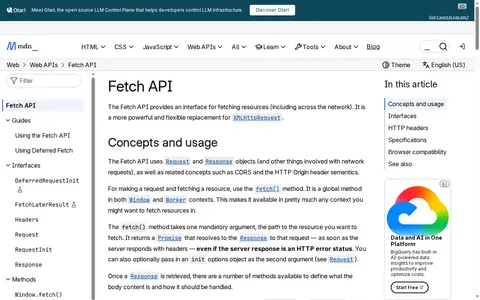 Otari
Meet Otari, the open source LLM Control Plane that helps developers control LLM infrastructure.
Discover Otari
AD
Don't want to see ads?
mdn_
HTML
CSS
JavaScript
Web APIs
All
Learn
Tools
About
Blog
Web
Web APIs
Fetch API
Theme
English (US)
Filter
Fetch API
Guides
Using the Fetch API
Using Deferred Fetch
Interfaces
DeferredRequestInit
FetchLaterResult
Headers
Request
RequestInit
Response
Methods
Window.fetch()
Fetch API
The Fetch API provides an interface for fetching resources (including across the network). It is
a more powerful and flexible replacement for XMLHttpRequest.
Concepts and usage
The Fetch API uses Request and Response objects (and other things involved with network
requests), as well as related concepts such as CORS and the HTTP Origin header semantics.
For making a request and fetching a resource, use the fetch() method. It is a global method
in both Window and Worker contexts. This makes it available in pretty much any context you
might want to fetch resources in.
The fetch() method takes one mandatory argument, the path to the resource you want to
fetch. It returns a Promise that resolves to the Response to that request — as soon as the
server responds with headers — even if the server response is an HTTP error status. You
can also optionally pass in an init options object as the second argument (see Request).
Once a Response is retrieved, there are a number of methods available to define what the
body content is and how it should be handled.
In this article
Concepts and usage
Interfaces
HTTP headers
Specifications
Browser compatibility
See also
AD
Data and AI in One
Platform
BigQuery has built-in
AI-powered data
insights to improve
productivity and
optimize costs.
Start Free